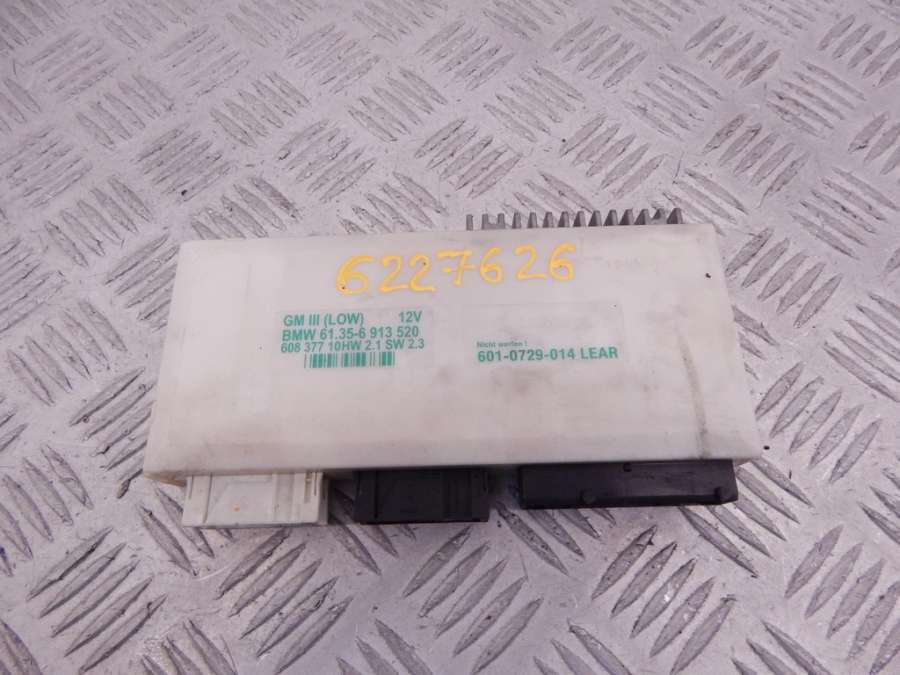 6227626
GM III (LOW) 12V
BMW 61.35-6 913 520
608 377 10HW 2.1 SW 2.3
Nicht werfen !
601-0729-014 LEAR